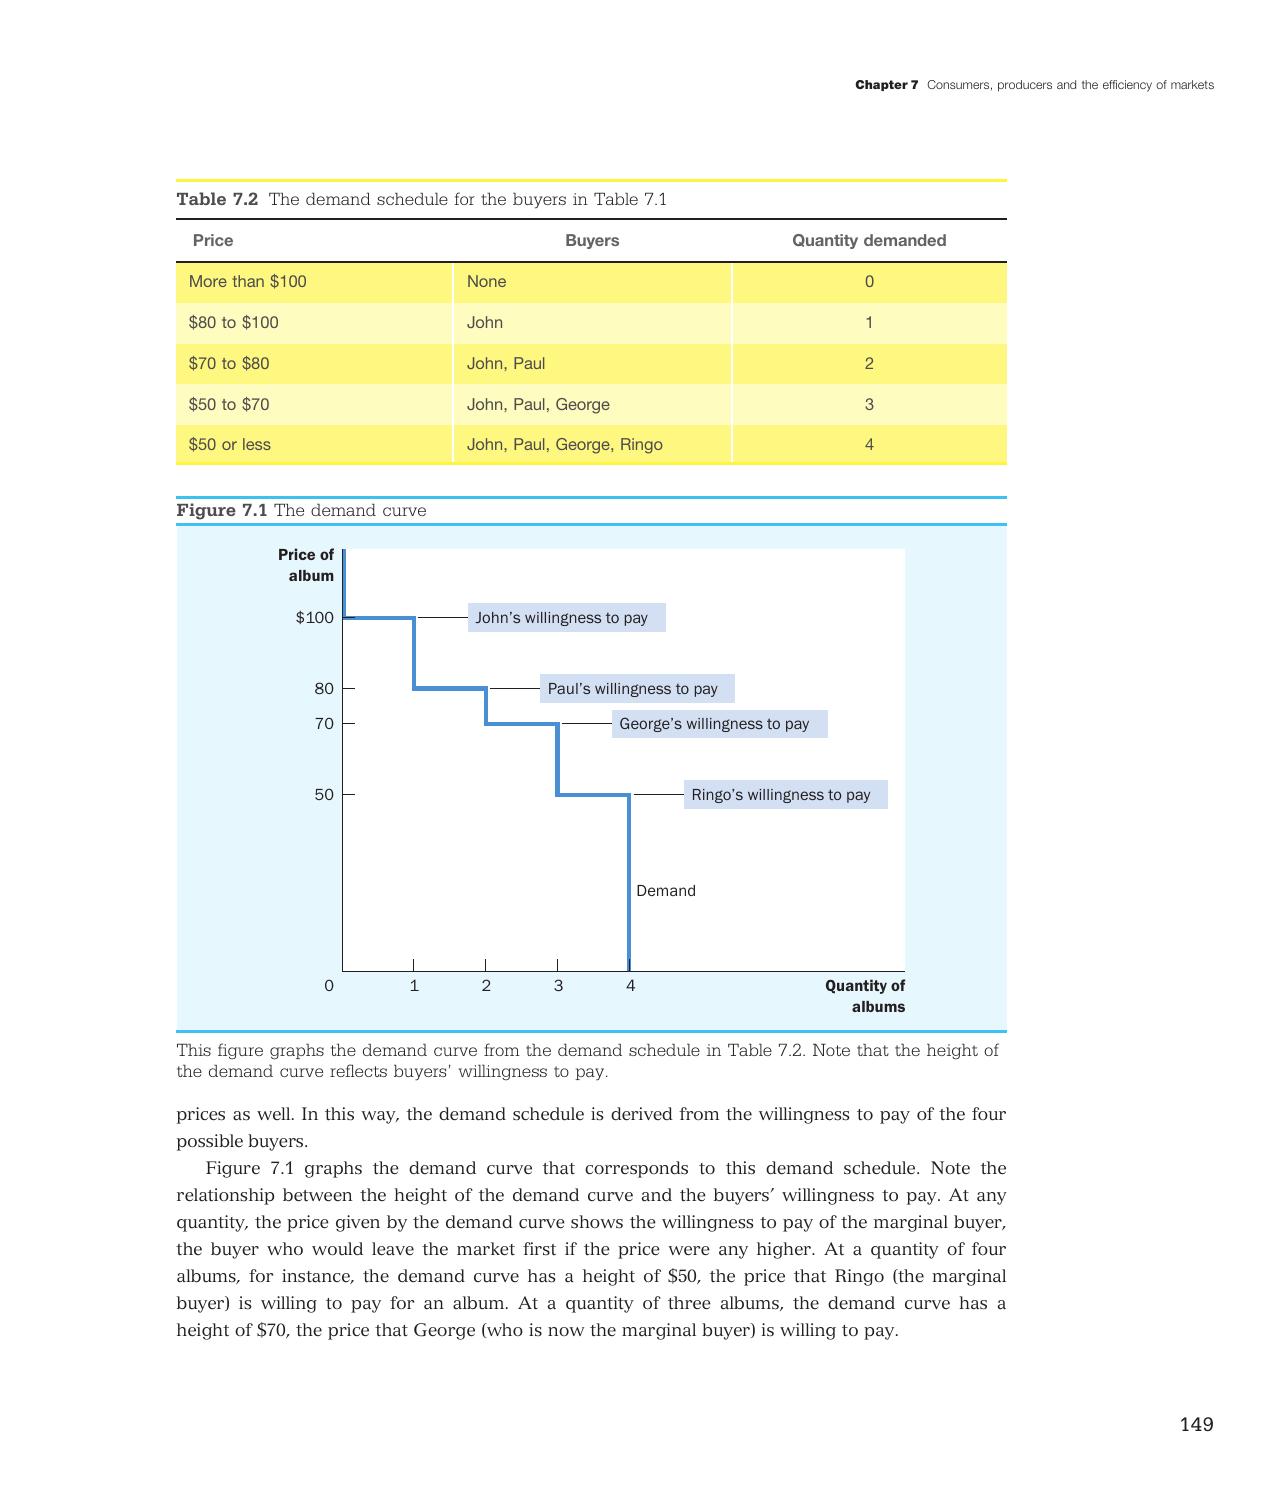 Chapter 7 Consumers, producers and the efficiency of markets
Table 7.2 The demand schedule for the buyers in Table 7.1
Price Buyers Quantity demanded
More than $100 None 0
$80 to $100 John 1
$70 to $80 John, Paul 2
$50 to $70 John, Paul, George 3
$50 or less John, Paul, George, Ringo 4
Figure 7.1 The demand curve
Price of
album
$100 John’s willingness to pay
80 Paul’s willingness to pay
70 George’s willingness to pay
50 Ringo’s willingness to pay
Demand
0 1 2 3 4 Quantity of
albums
This figure graphs the demand curve from the demand schedule in Table 7.2. Note that the height of
the demand curve reflects buyers’ willingness to pay.
prices as well. In this way, the demand schedule is derived from the willingness to pay of the four
possible buyers.
Figure 7.1 graphs the demand curve that corresponds to this demand schedule. Note the
relationship between the height of the demand curve and the buyers’ willingness to pay. At any
quantity, the price given by the demand curve shows the willingness to pay of the marginal buyer,
the buyer who would leave the market first if the price were any higher. At a quantity of four
albums, for instance, the demand curve has a height of $50, the price that Ringo (the marginal
buyer) is willing to pay for an album. At a quantity of three albums, the demand curve has a
height of $70, the price that George (who is now the marginal buyer) is willing to pay.
149